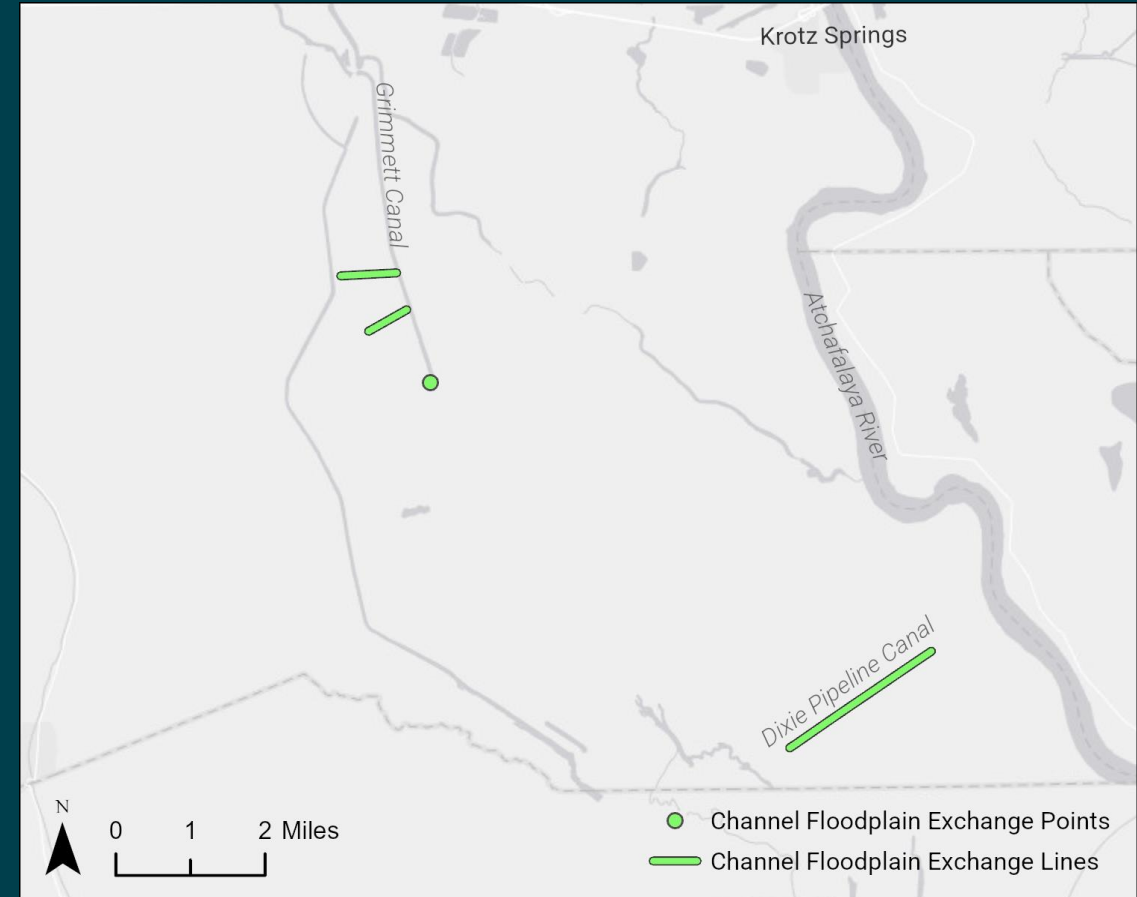 Krotz Springs
Grimmett Canal
Atchafalaya River
Dixie Pipeline Canal
N
0 1 2 Miles
Channel Floodplain Exchange Points
Channel Floodplain Exchange Lines